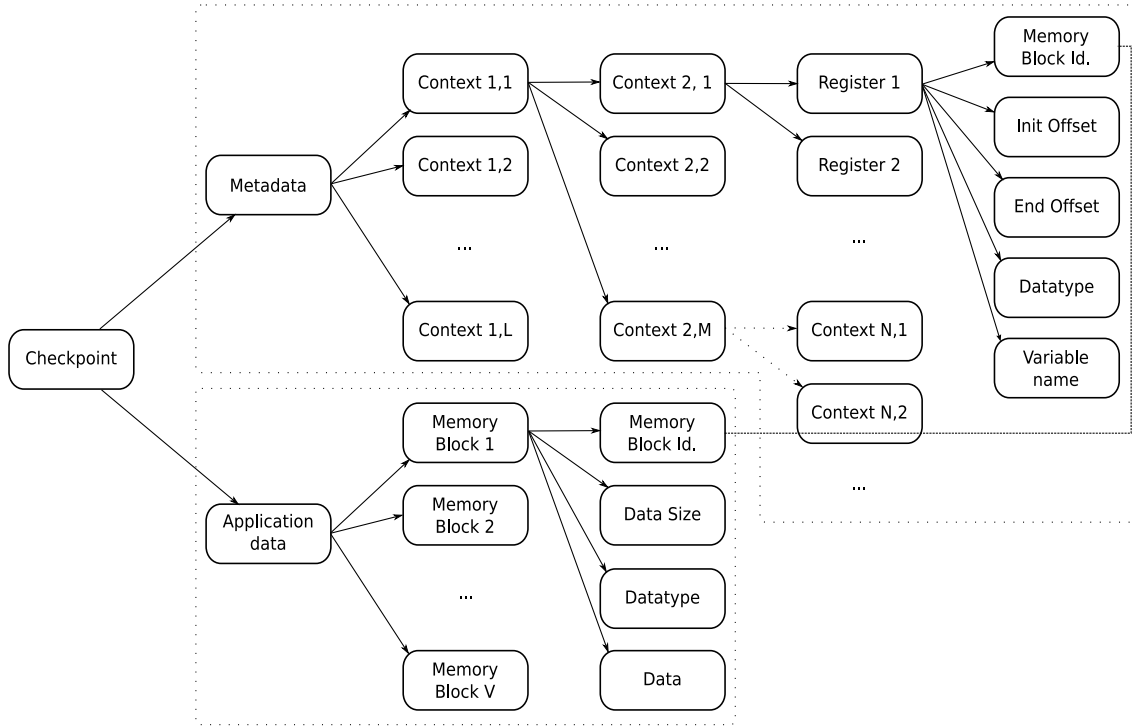 Checkpoint
Metadata
Context 1,1
Context 1,2
...
Context 1,L
Context 2, 1
Context 2,2
...
Context 2,M
Register 1
Register 2
...
Context N,1
Context N,2
...
Memory
Block Id.
Init Offset
End Offset
Datatype
Variable
name
Application
data
Memory
Block 1
Memory
Block 2
...
Memory
Block V
Memory
Block Id.
Data Size
Datatype
Data